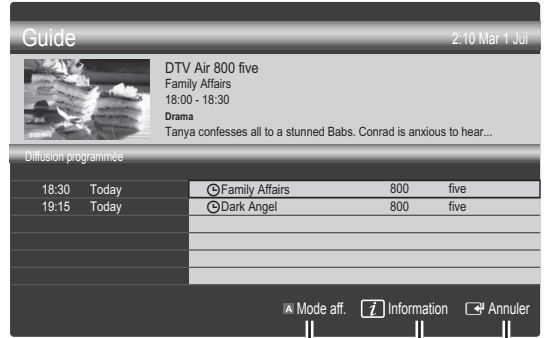 Guide 2:10 Mar 1 Jui
DTV Air 800 five
Family Affairs
18:00 - 18:30
Drama
Tanya confesses all to a stunned Babs. Conrad is anxious to hear...
800 five
Diffusion programmée
18:30 Today Family Affairs 800 five
19:15 Today Dark Angel 800 five
A Mode aff. i Information Annuler